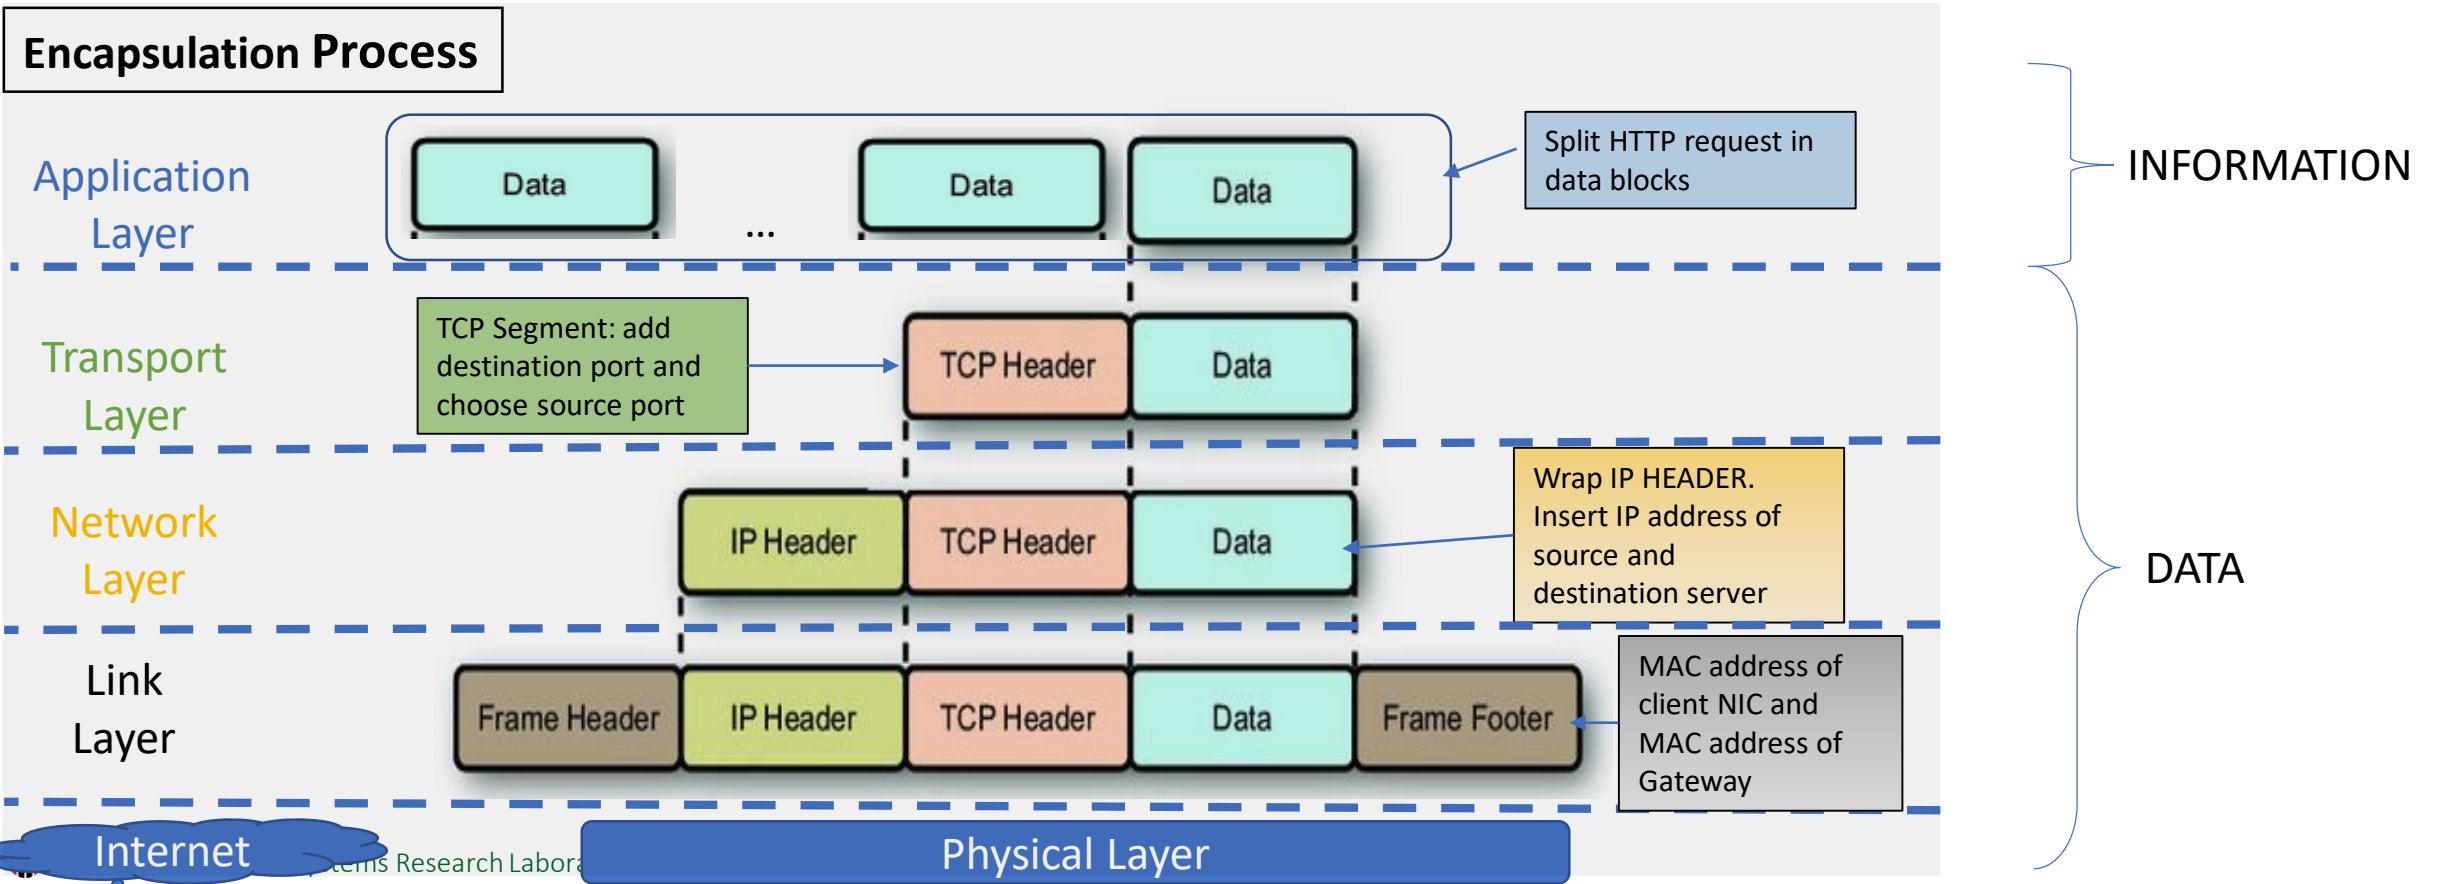 Encapsulation Process
Application
Layer
Data
...
Data
Data
Split HTTP request in
data blocks
INFORMATION
Transport
Layer
TCP Segment: add
destination port and
choose source port
TCP Header
Data
Network
Layer
IP Header
TCP Header
Data
Wrap IP HEADER.
Insert IP address of
source and
destination server
DATA
Link
Layer
Frame Header
IP Header
TCP Header
Data
Frame Footer
MAC address of
client NIC and
MAC address of
Gateway
Internet
Research
Physical Layer